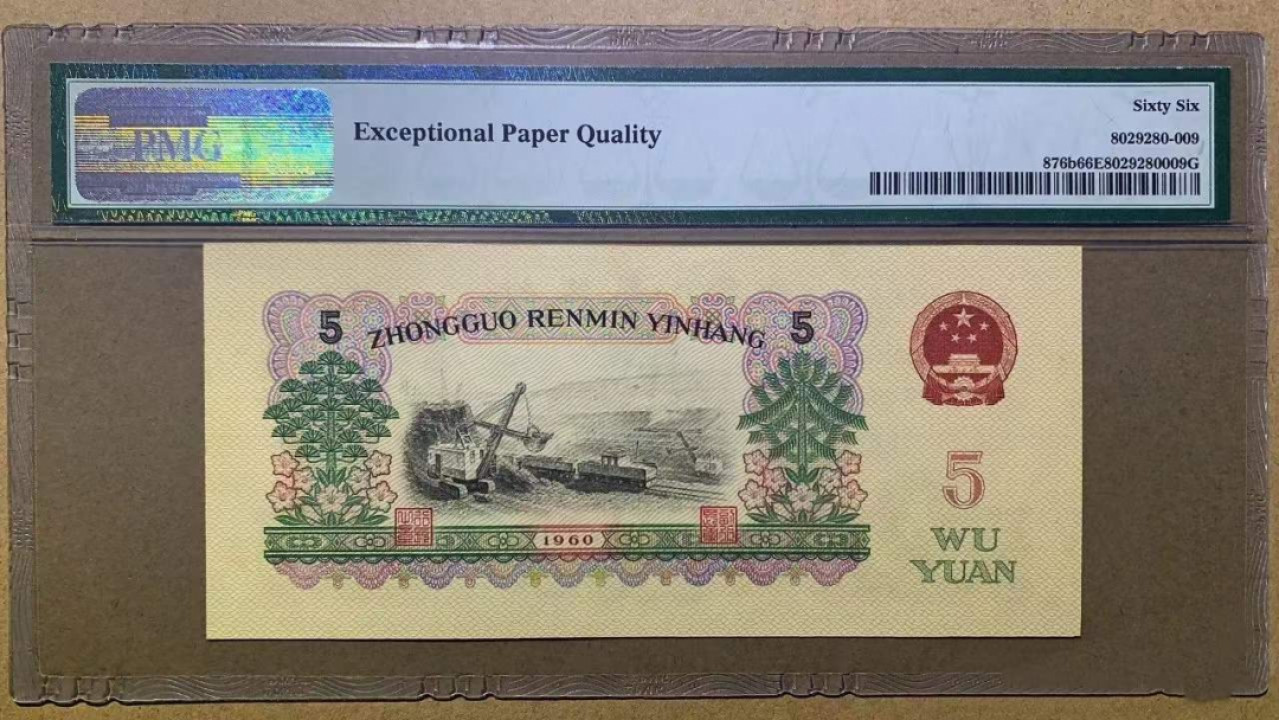 PMG
Exceptional Paper Quality
Sixty Six
8029280-009
876b66E8029280009G
5 ZHONGGUO RENMIN YINHANG 5
5
1960
WU
YUAN